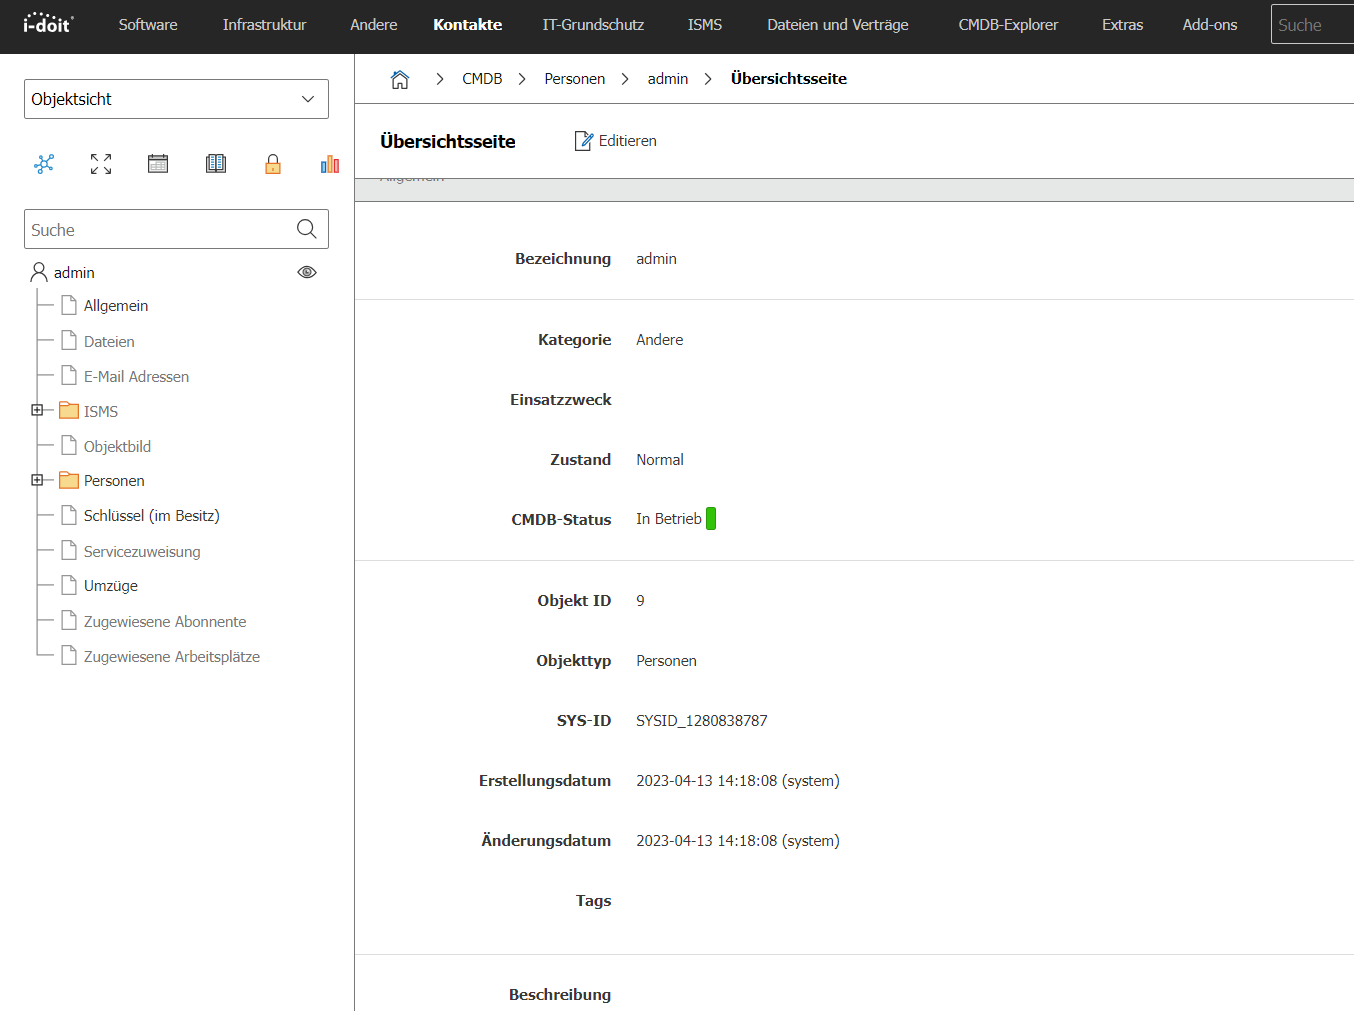 i-doit
Software Infrastruktur Andere Kontakte IT-Grundschutz ISMS Dateien und Verträge CMDB-Explorer Extras Add-ons Suche
Objektsicht
CMDB Personen admin Übersichtsseite
Übersichtsseite Editieren
Allgemein
Suche
admin
Allgemein
Dateien
E-Mail Adressen
ISMS
Objektbild
Personen
Schlüssel (im Besitz)
Servicezuweisung
Umzüge
Zugewiesene Abonnente
Zugewiesene Arbeitsplätze
Bezeichnung admin
Kategorie Andere
Einsatzzweck
Zustand Normal
CMDB-Status In Betrieb
Objekt ID 9
Objekttyp Personen
SYS-ID SYSID_1280838787
Erstellungsdatum 2023-04-13 14:18:08 (system)
Änderungsdatum 2023-04-13 14:18:08 (system)
Tags
Beschreibung